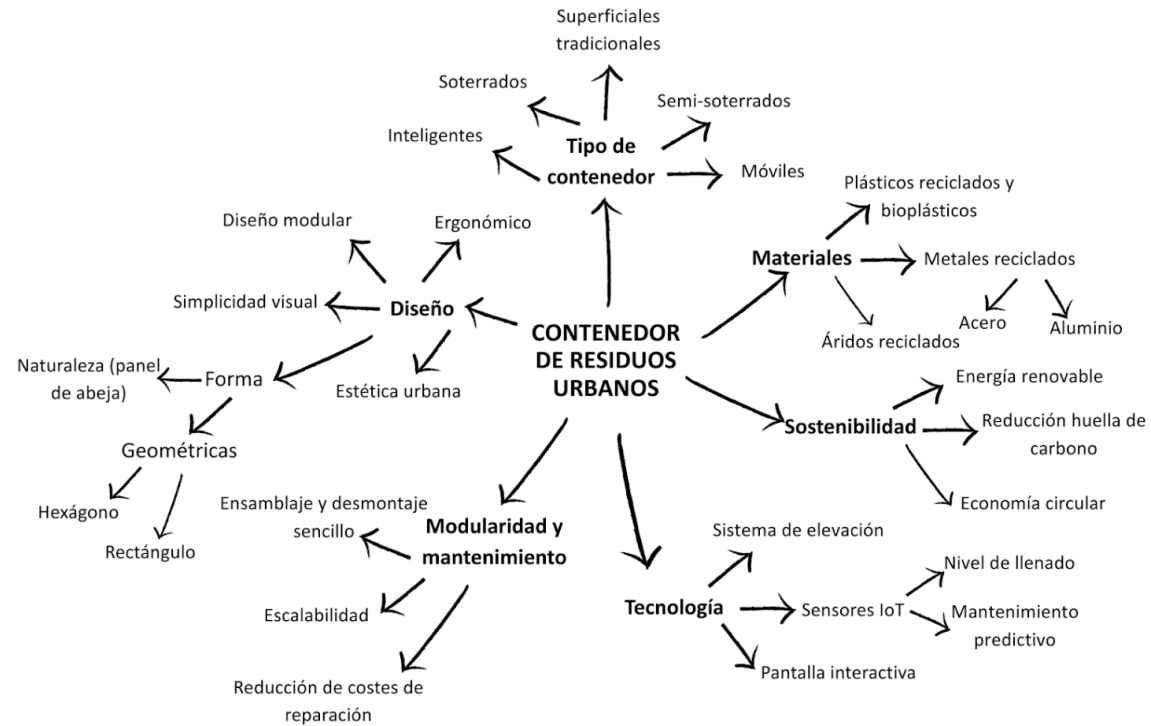 Superficiales
tradicionales
Soterrados
Semi-soterrados
Inteligentes
Tipo de
contenedor
Móviles
Plásticos reciclados y
bioplásticos
Diseño modular
Ergonómico
Materiales
Metales reciclados
Simplicidad visual
Diseño
Acero
Aluminio
Áridos reciclados
CONTENEDOR
DE RESIDUOS
URBANOS
Naturaleza (panel
de abeja)
Forma
Estética urbana
Energía renovable
Sostenibilidad
Reducción huella de
carbono
Geométricas
Economía circular
Hexágono
Rectángulo
Ensamblaje y desmontaje
sencillo
Modularidad y
mantenimiento
Escalabilidad
Reducción de costes de
reparación
Sistema de elevación
Tecnología
Sensores IoT
Nivel de llenado
Mantenimiento
predictivo
Pantalla interactiva